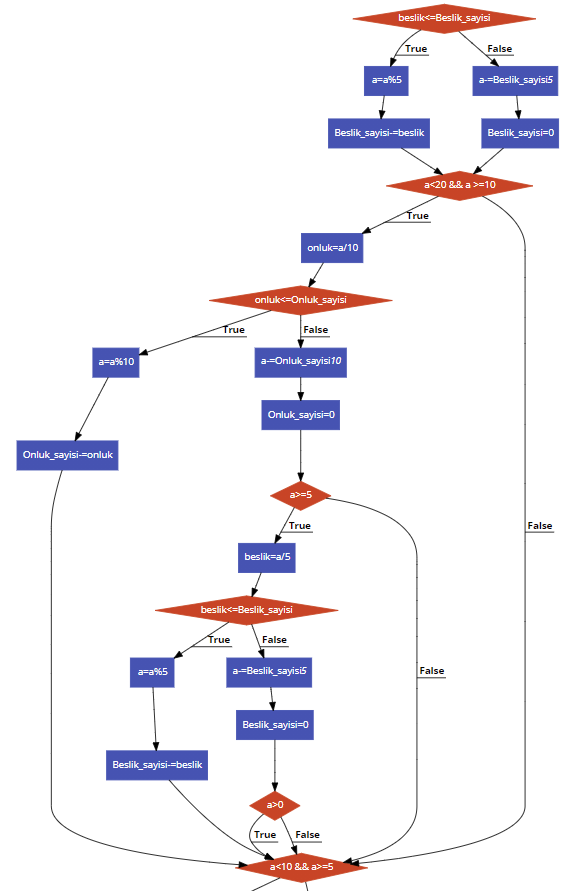 beslik<=Beslik_sayisi
True
False
a=a%5
a-=Beslik_sayisi5
Beslik_sayisi-=beslik
Beslik_sayisi=0
a<20 && a >=10
True
onluk=a/10
onluk<=Onluk_sayisi
True
False
a=a%10
a-=Onluk_sayisi10
Onluk_sayisi=0
Onluk_sayisi-=onluk
a>=5
True
False
beslik=a/5
beslik<=Beslik_sayisi
True
False
a=a%5
a-=Beslik_sayisi5
False
Beslik_sayisi=0
Beslik_sayisi-=beslik
a>0
True
False
a<10 && a>=5